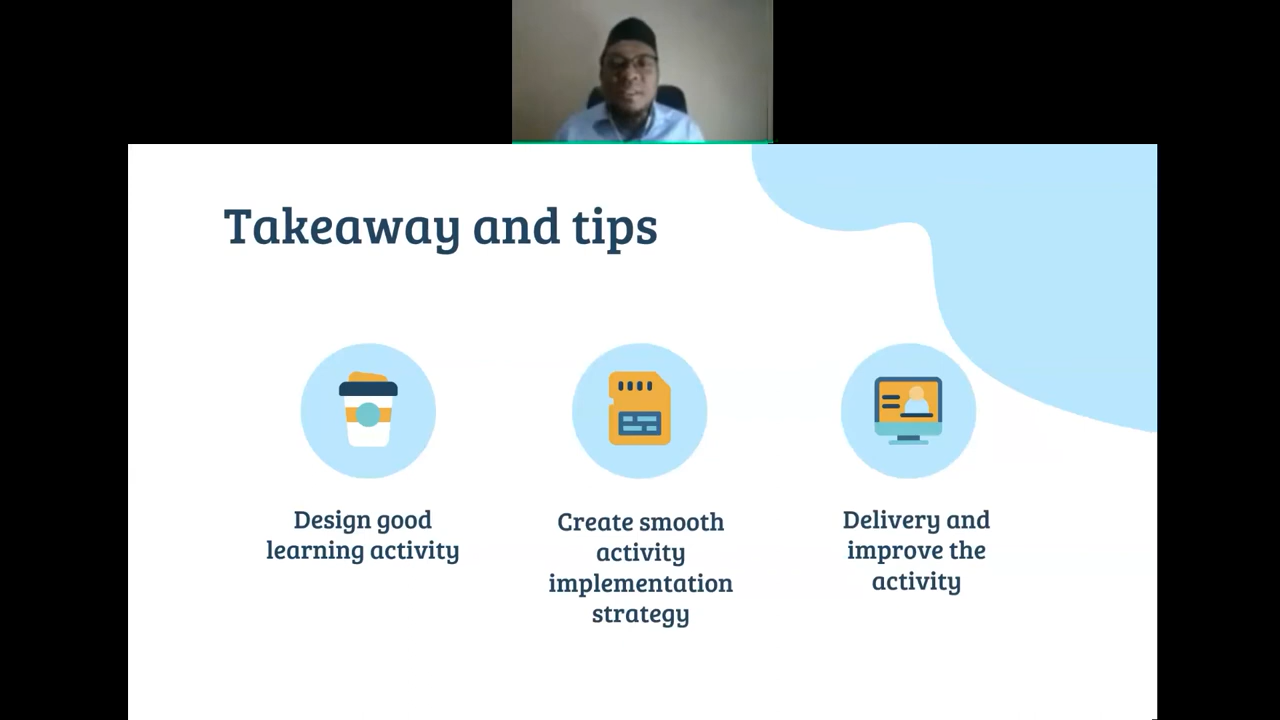 Takeaway and tips
Design good
learning activity
Create smooth
activity
implementation
strategy
Delivery and
improve the
activity